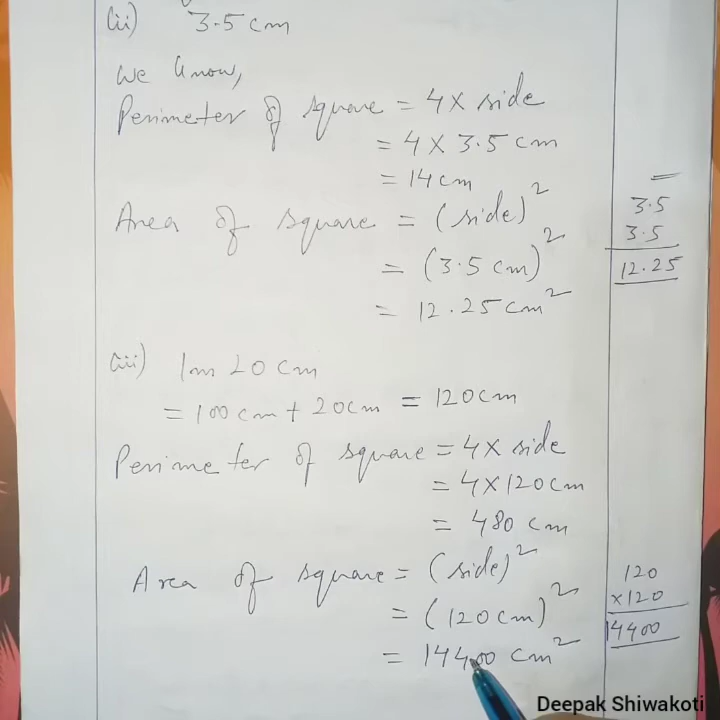 (ii) 3.5 cm
We know,
Perimeter of square = 4 × side
= 4 × 3.5 cm
= 14 cm
Area of square = (side)²
= (3.5 cm)²
= 12.25 cm²
3.5
3.5
12.25
(iii) 1m 20 cm
= 100 cm + 20 cm = 120 cm
Perimeter of square = 4 × side
= 4 × 120 cm
= 480 cm
Area of square = (side)²
= (120 cm)²
= 14400 cm²
120
×120
14400
Deepak Shiwakoti